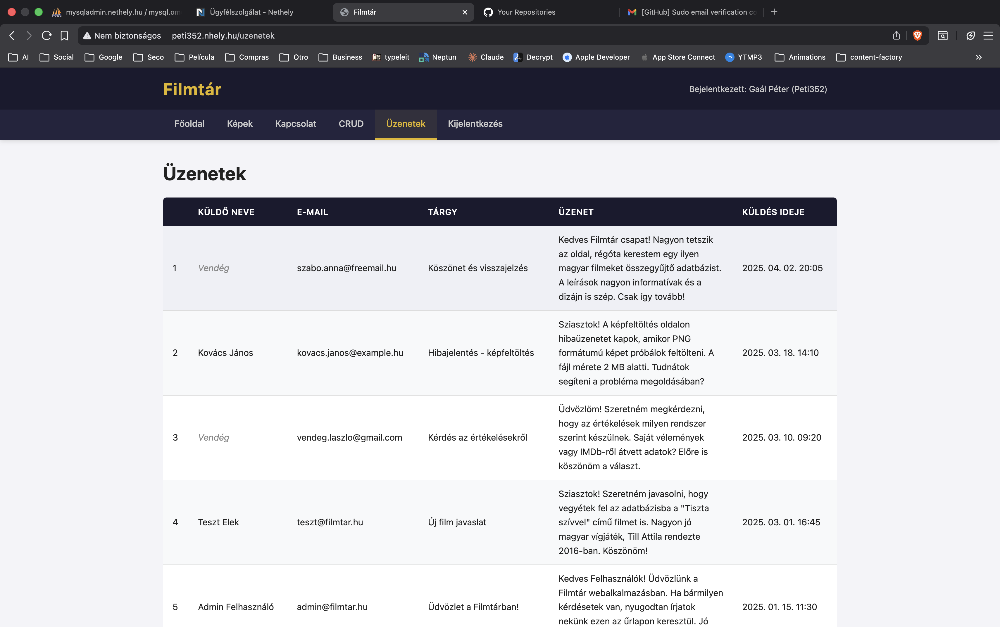 mysqladmin.nethely.hu / mysql.om
Ügyfélszolgálat - Nethely
Filmtár
Your Repositories
[GitHub] Sudo email verification co
Nem biztonságos peti352.nhely.hu/uzenetek
AI Social Google Seco Película Compras Otro Business typeleit Neptun Claude Decrypt Apple Developer App Store Connect YTMP3 Animations content-factory
Filmtár
Bejelentkezett: Gaál Péter (Peti352)
Főoldal Képek Kapcsolat CRUD Üzenetek Kijelentkezés
Üzenetek
KÜLDŐ NEVE E-MAIL TÁRGY ÜZENET KÜLDÉS IDEJE
1 Vendég szabo.anna@freemail.hu Köszönet és visszajelzés
Kedves Filmtár csapat! Nagyon tetszik
az oldal, régóta kerestem egy ilyen
magyar filmeket összegyűjtő adatbázist.
A leírások nagyon informatívak és a
dizájn is szép. Csak így tovább!
2025. 04. 02. 20:05
2 Kovács János kovacs.janos@example.hu Hibajelentés - képfeltöltés
Sziasztok! A képfeltöltés oldalon
hibaüzenetet kapok, amikor PNG
formátumú képet próbálok feltölteni. A
fájl mérete 2 MB alatti. Tudnátok
segíteni a probléma megoldásában?
2025. 03. 18. 14:10
3 Vendég vendeg.laszlo@gmail.com Kérdés az értékelésekről
Üdvözlöm! Szeretném megkérdezni,
hogy az értékelések milyen rendszer
szerint készülnek. Saját vélemények
vagy IMDb-ről átvett adatok? Előre is
köszönöm a választ.
2025. 03. 10. 09:20
4 Teszt Elek teszt@filmtar.hu Új film javaslat
Sziasztok! Szeretném javasolni, hogy
vegyétek fel az adatbázisba a "Tiszta
szívvel" című filmet is. Nagyon jó
magyar vígjáték, Till Attila rendezte
2016-ban. Köszönöm!
2025. 03. 01. 16:45
5 Admin Felhasználó admin@filmtar.hu Üdvözlet a Filmtárban!
Kedves Felhasználók! Üdvözlünk a
Filmtár webalkalmazásban. Ha bármilyen
kérdésetek van, nyugodtan írjatok
nekünk ezen az űrlapon keresztül. Jó
2025. 01. 15. 11:30